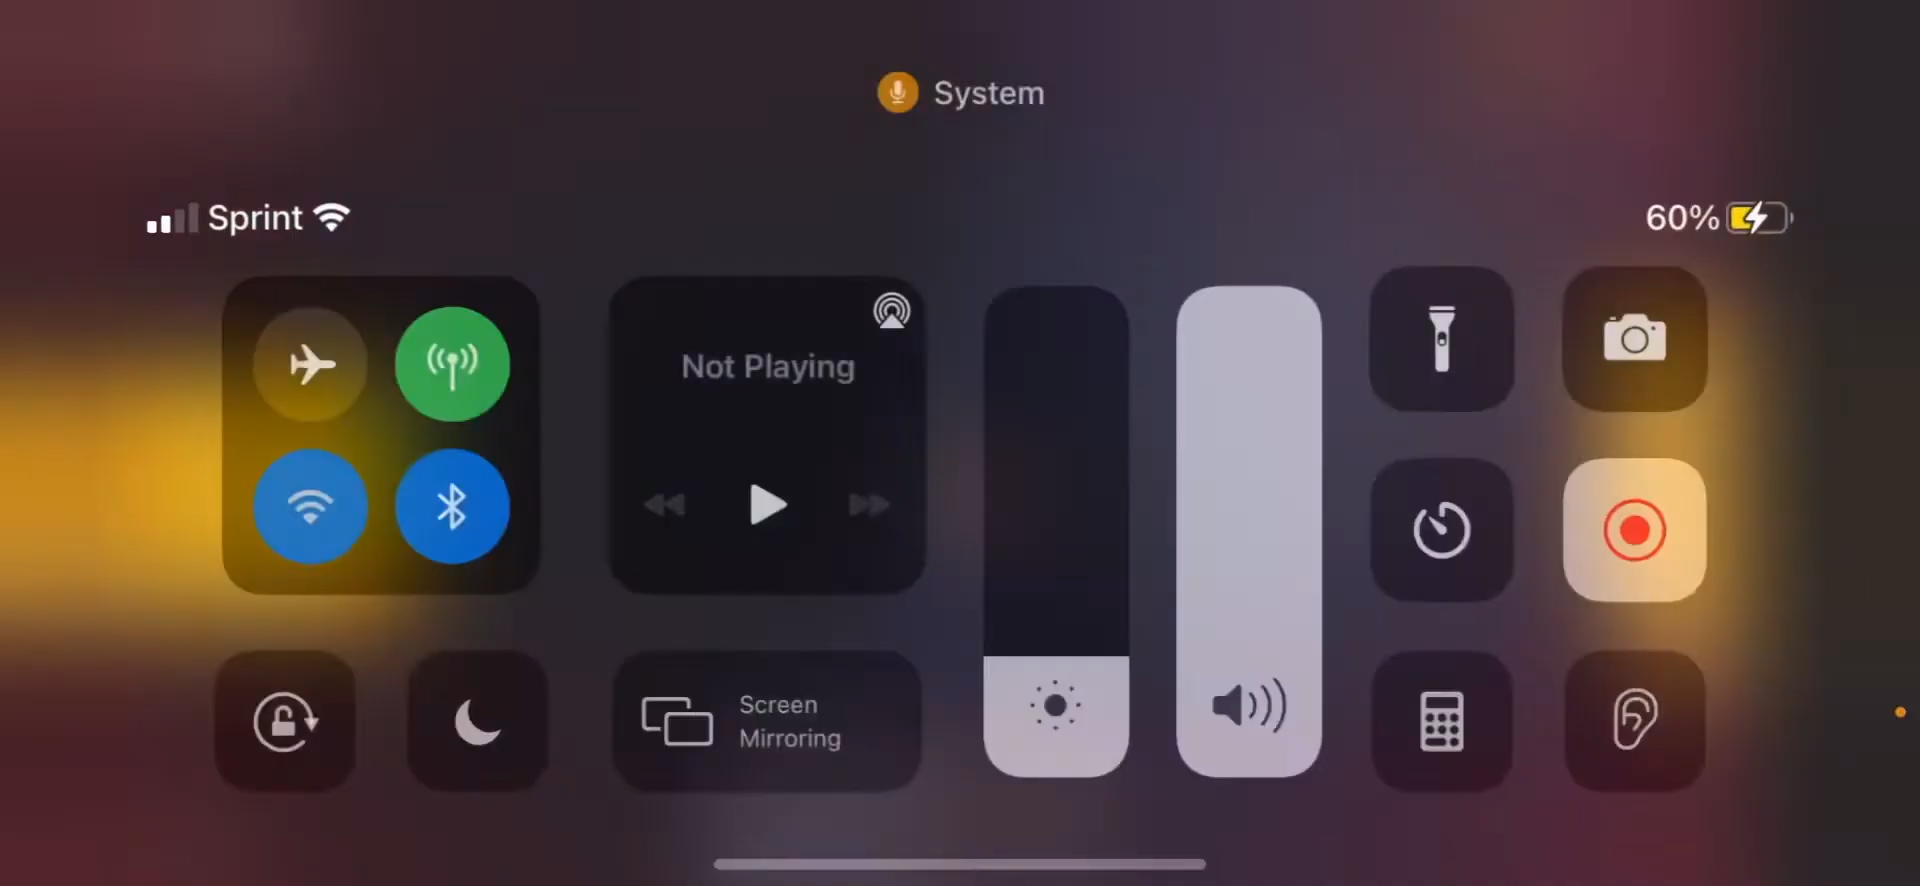 System
Sprint
60%
Not Playing
Screen
Mirroring